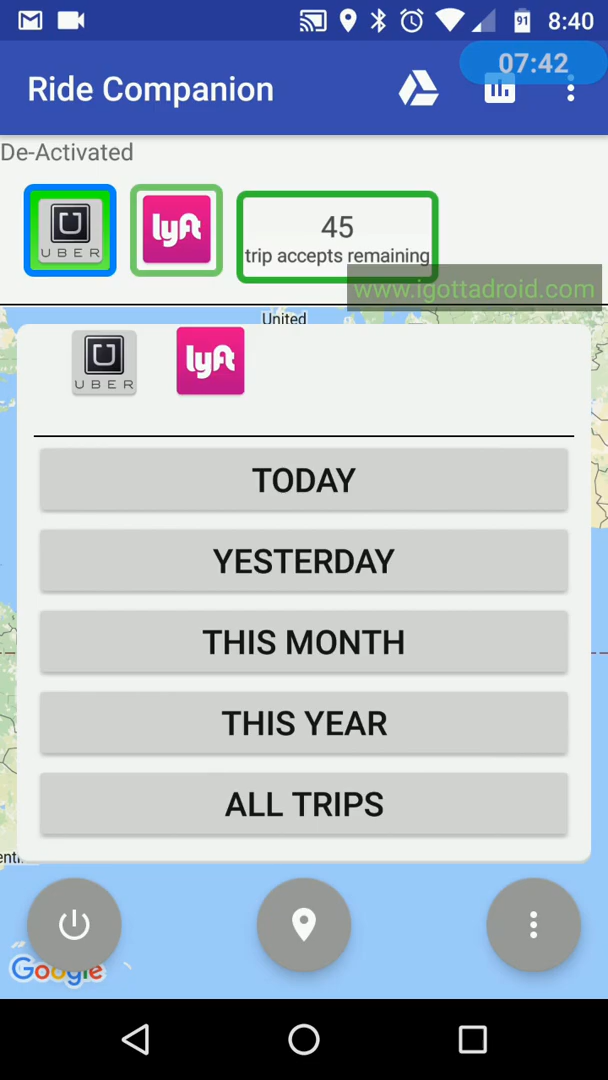 91 8:40
07:42
Ride Companion
De-Activated
UBER
lyft
45
trip accepts remaining
www.igottadroid.com
United
UBER
lyft
TODAY
YESTERDAY
THIS MONTH
THIS YEAR
ALL TRIPS
Google